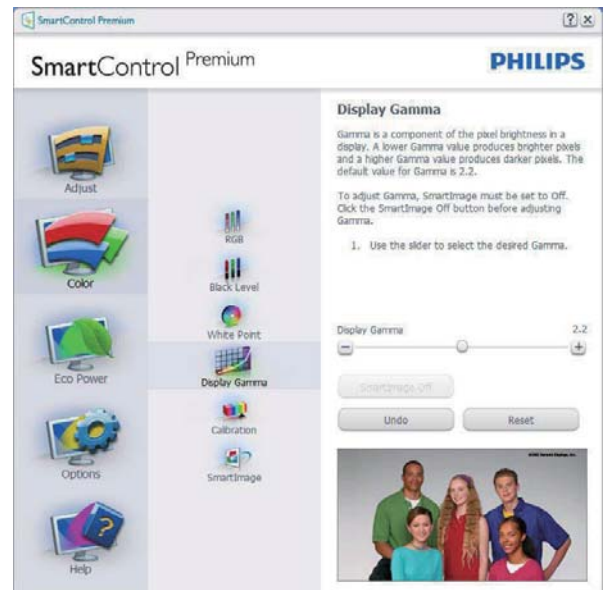 SmartControl Premium
SmartControl Premium
PHILIPS
Adjust
Color
Eco Power
Options
Help
RGB
Black Level
White Point
Display Gamma
Calibration
SmartImage
Display Gamma
Gamma is a component of the pixel brightness in a
display. A lower Gamma value produces brighter pixels
and a higher Gamma value produces darker pixels. The
default value for Gamma is 2.2.
To adjust Gamma, SmartImage must be set to Off.
Click the SmartImage Off button before adjusting
Gamma.
1. Use the slider to select the desired Gamma.
Display Gamma 2.2
SmartImage Off
Undo Reset